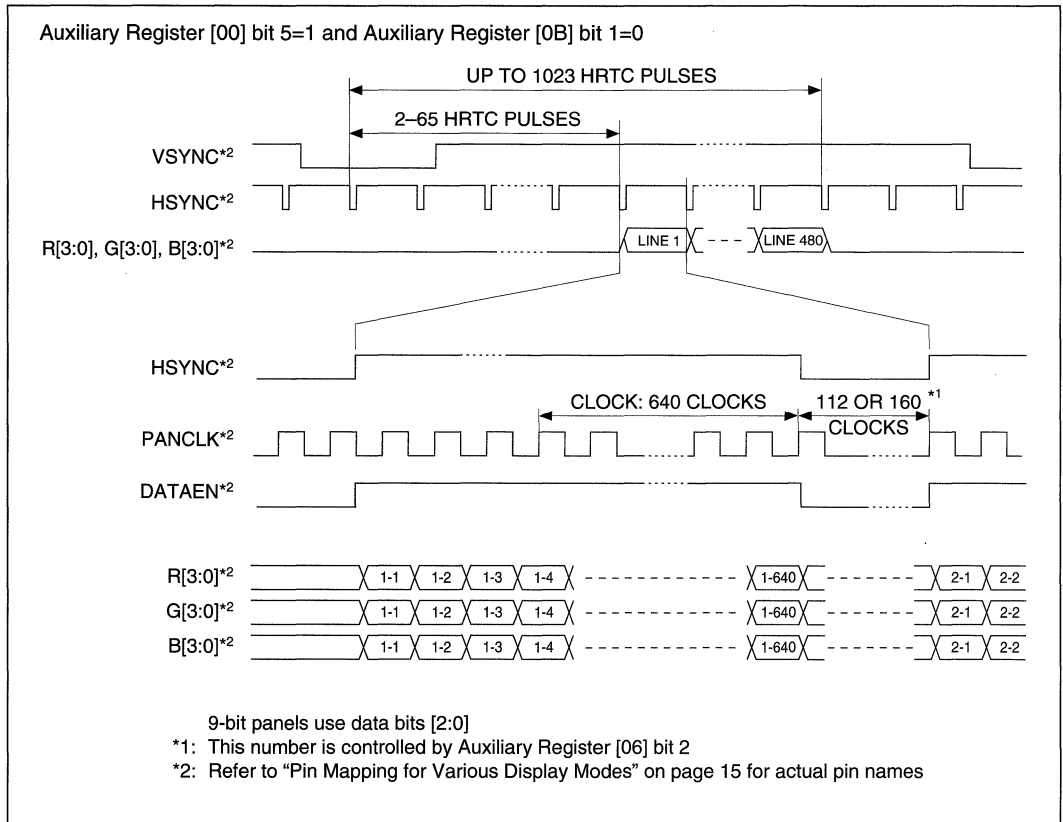 Auxiliary Register [00] bit 5=1 and Auxiliary Register [0B] bit 1=0
UP TO 1023 HRTC PULSES
2–65 HRTC PULSES
VSYNC*2
HSYNC*2
R[3:0], G[3:0], B[3:0]*2
LINE 1
LINE 480
HSYNC*2
CLOCK: 640 CLOCKS
112 OR 160 *1
CLOCKS
PANCLK*2
DATAEN*2
R[3:0]*2 1-1 1-2 1-3 1-4 1-640 2-1 2-2
G[3:0]*2 1-1 1-2 1-3 1-4 1-640 2-1 2-2
B[3:0]*2 1-1 1-2 1-3 1-4 1-640 2-1 2-2
9-bit panels use data bits [2:0]
*1: This number is controlled by Auxiliary Register [06] bit 2
*2: Refer to “Pin Mapping for Various Display Modes” on page 15 for actual pin names